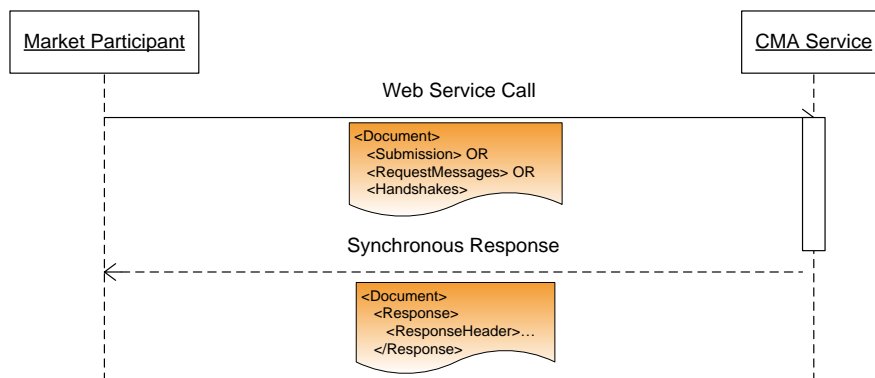 Market Participant
CMA Service
Web Service Call
<Document>
<Submission> OR
<RequestMessages> OR
<Handshakes>
Synchronous Response
<Document>
<Response>
<ResponseHeader>...
</Response>